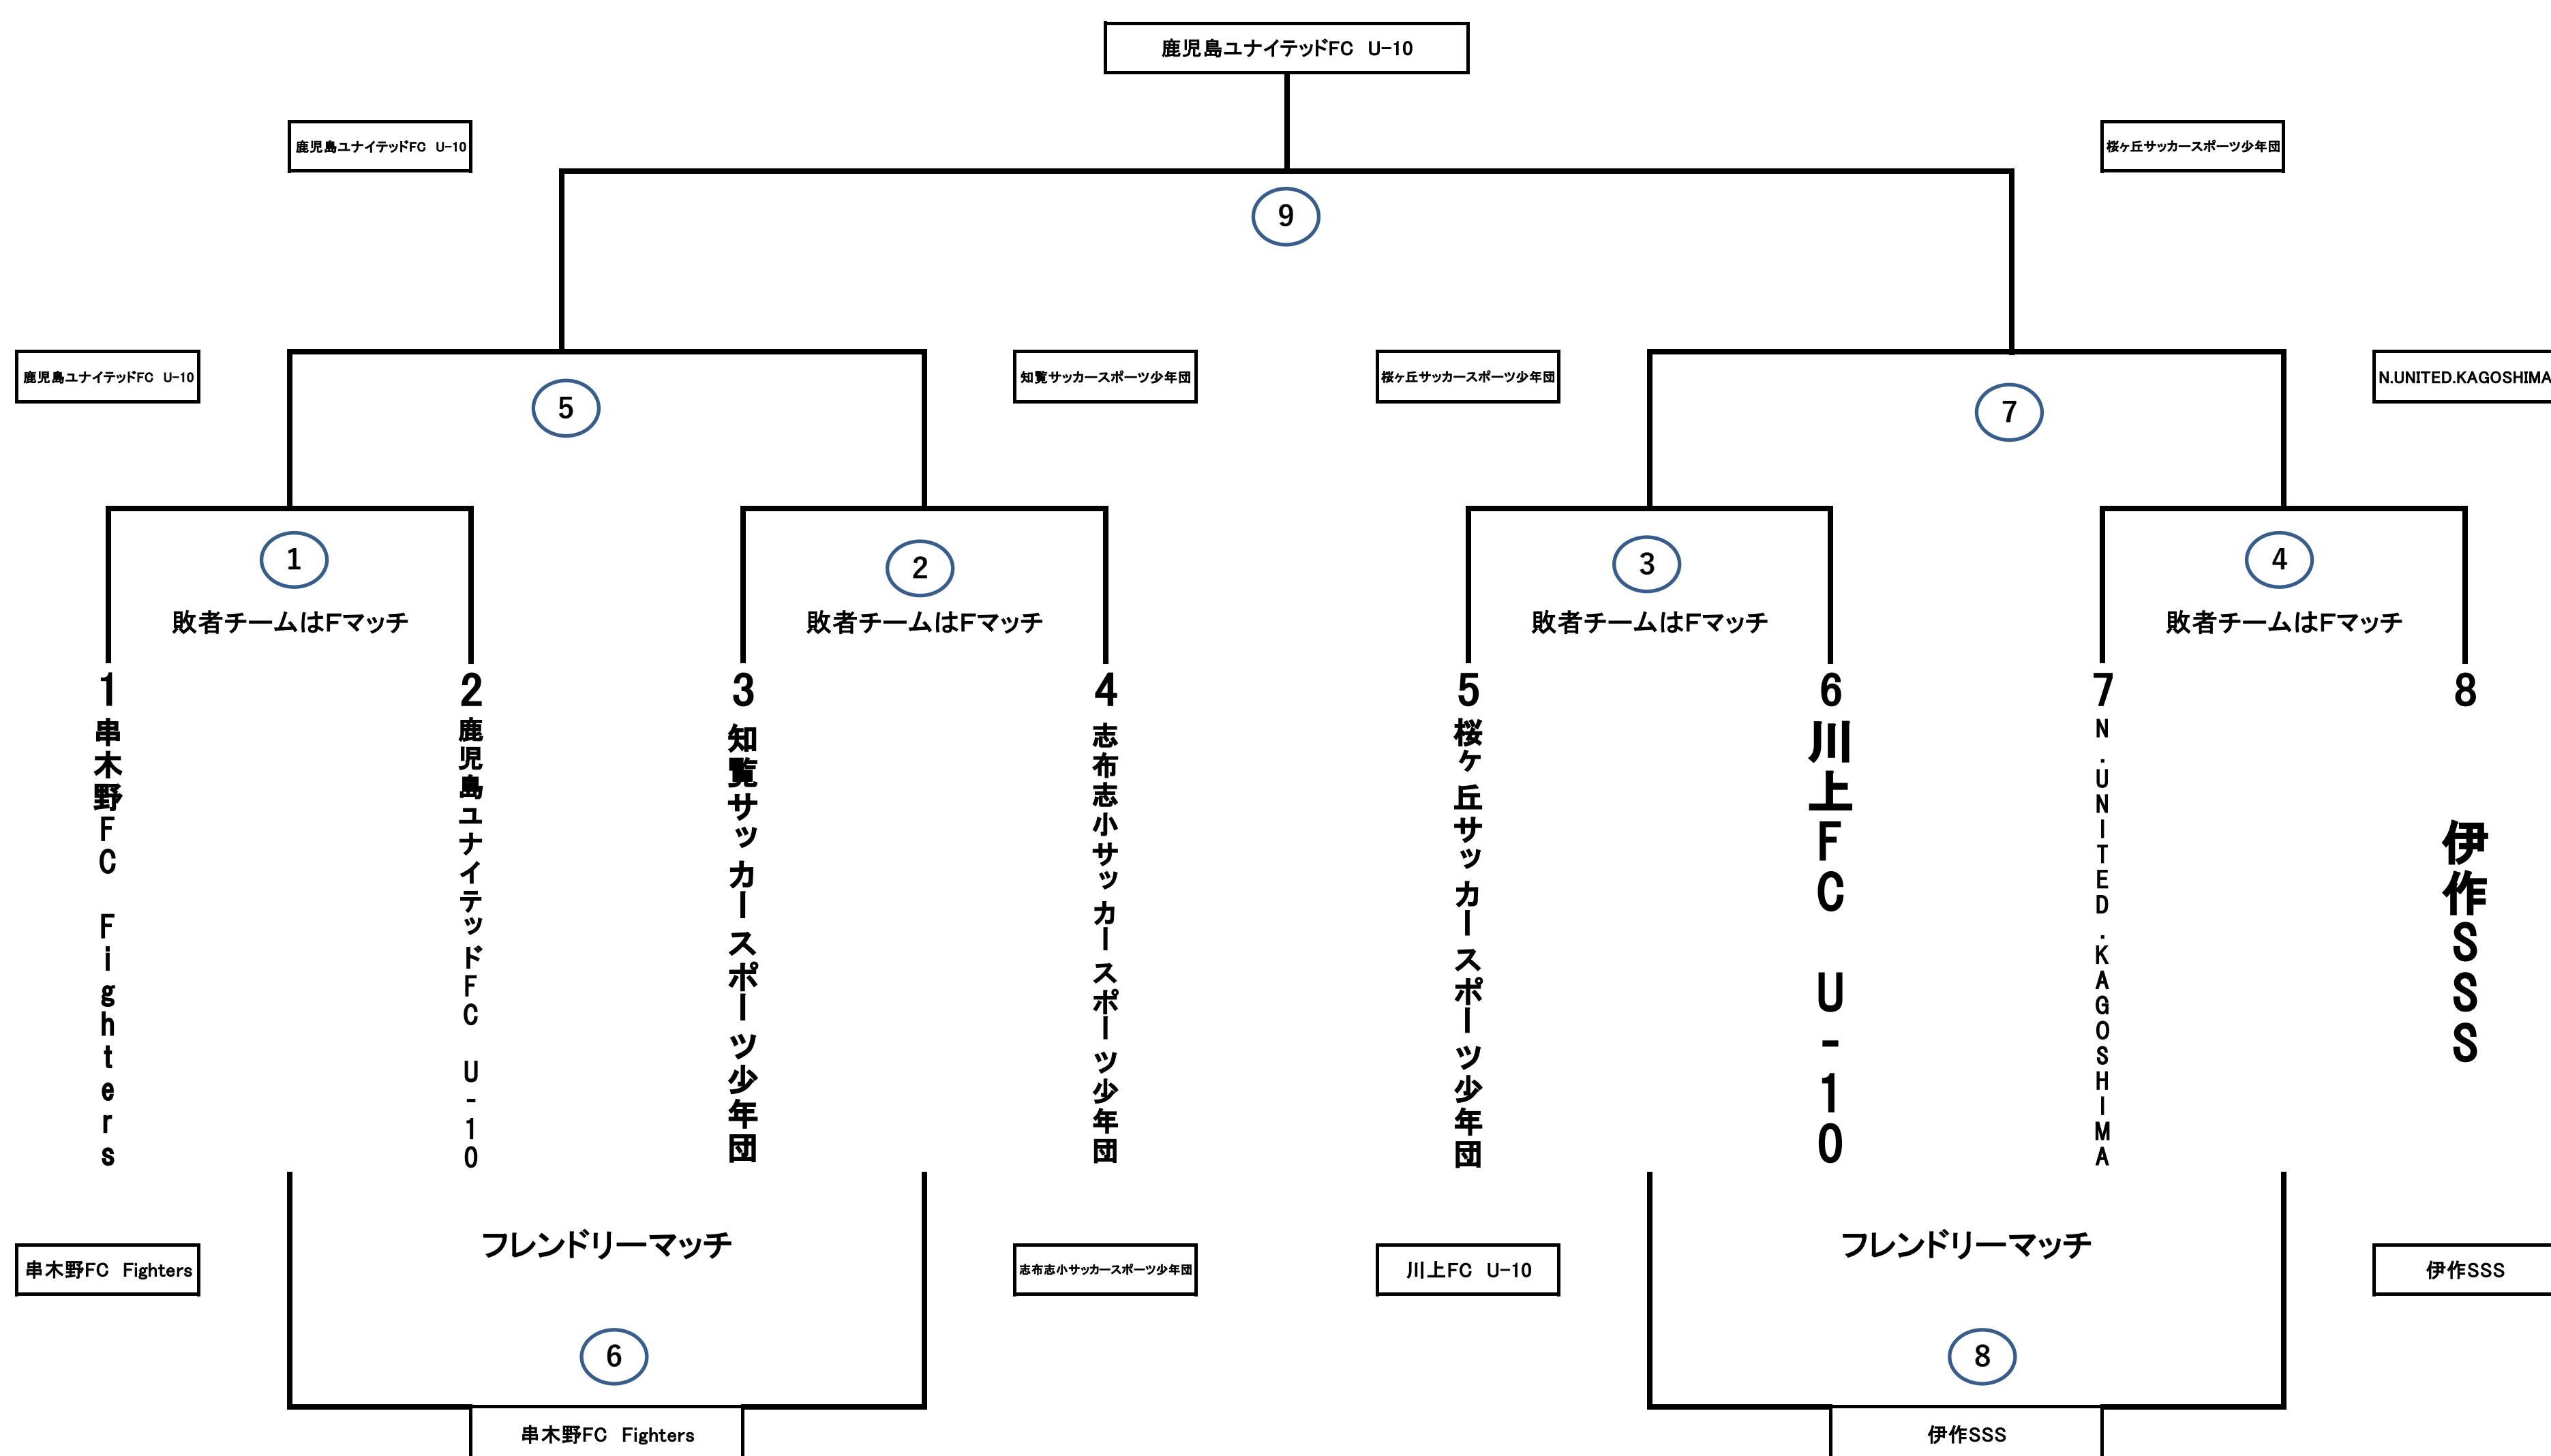 鹿児島ユナイテッドFC　U-10
鹿児島ユナイテッドFC　U-10
桜ヶ丘サッカースポーツ少年団
9
鹿児島ユナイテッドFC　U-10
知覧サッカースポーツ少年団
桜ヶ丘サッカースポーツ少年団
N.UNITED.KAGOSHIMA
5
7
1
2
3
4
敗者チームはFマッチ
敗者チームはFマッチ
敗者チームはFマッチ
敗者チームはFマッチ
1
串木野FC　Fighters
2
鹿児島ユナイテッドFC　U-10
3
知覧サッカースポーツ少年団
4
志布志小サッカースポーツ少年団
5
桜ヶ丘サッカースポーツ少年団
6
川上FC　U-10
7
N.UNITED.KAGOSHIMA
8
伊作SSS
フレンドリーマッチ
フレンドリーマッチ
串木野FC　Fighters
志布志小サッカースポーツ少年団
川上FC　U-10
伊作SSS
6
8
串木野FC　Fighters
伊作SSS